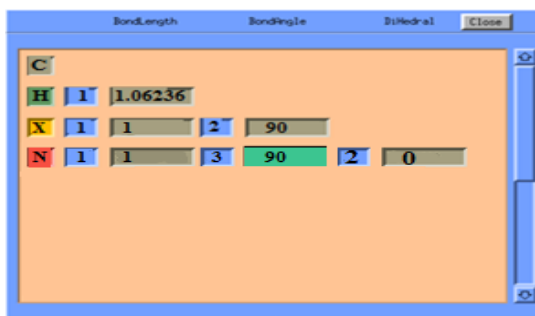 BondLength BondAngle DiHedral Close
C
H 1 1.06236
X 1 1 2 90
N 1 1 3 90 2 0